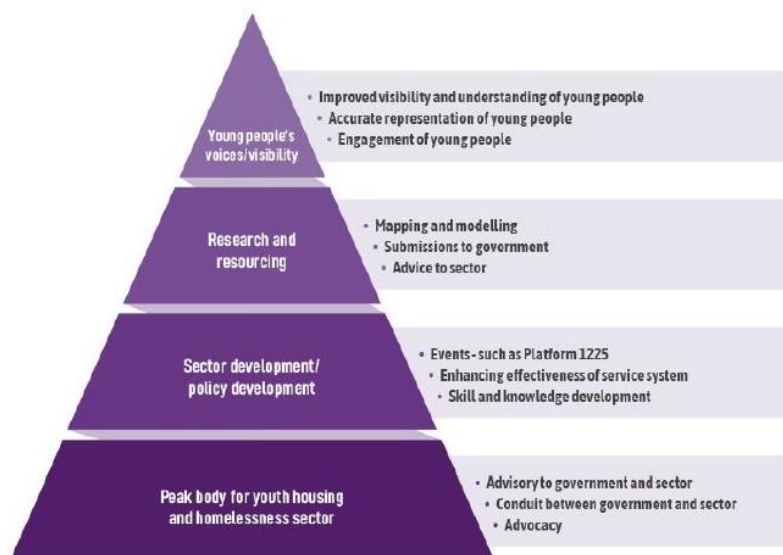 • Improved visibility and understanding of young people
• Accurate representation of young people
• Engagement of young people
Young people's
voices/visibility
• Mapping and modelling
• Submissions to government
• Advice to sector
Research and
resourcing
• Events - such as Platform 1225
• Enhancing effectiveness of service system
• Skill and knowledge development
Sector development/
policy development
• Advisory to government and sector
• Conduit between government and sector
• Advocacy
Peak body for youth housing
and homelessness sector